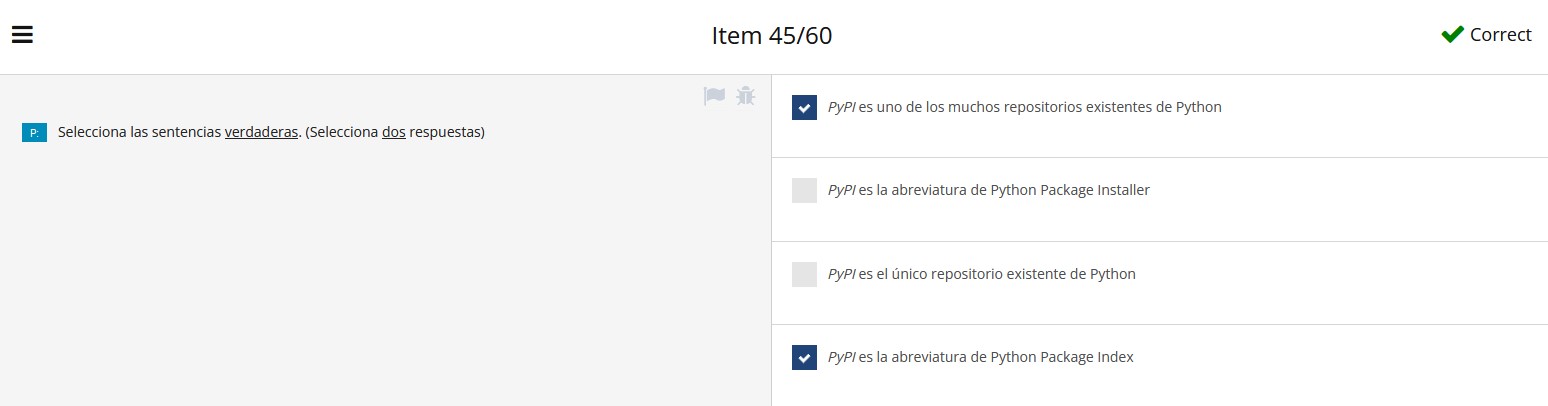 Item 45/60
Correct
P: Selecciona las sentencias verdaderas. (Selecciona dos respuestas)
PyPI es uno de los muchos repositorios existentes de Python
PyPI es la abreviatura de Python Package Installer
PyPI es el único repositorio existente de Python
PyPI es la abreviatura de Python Package Index